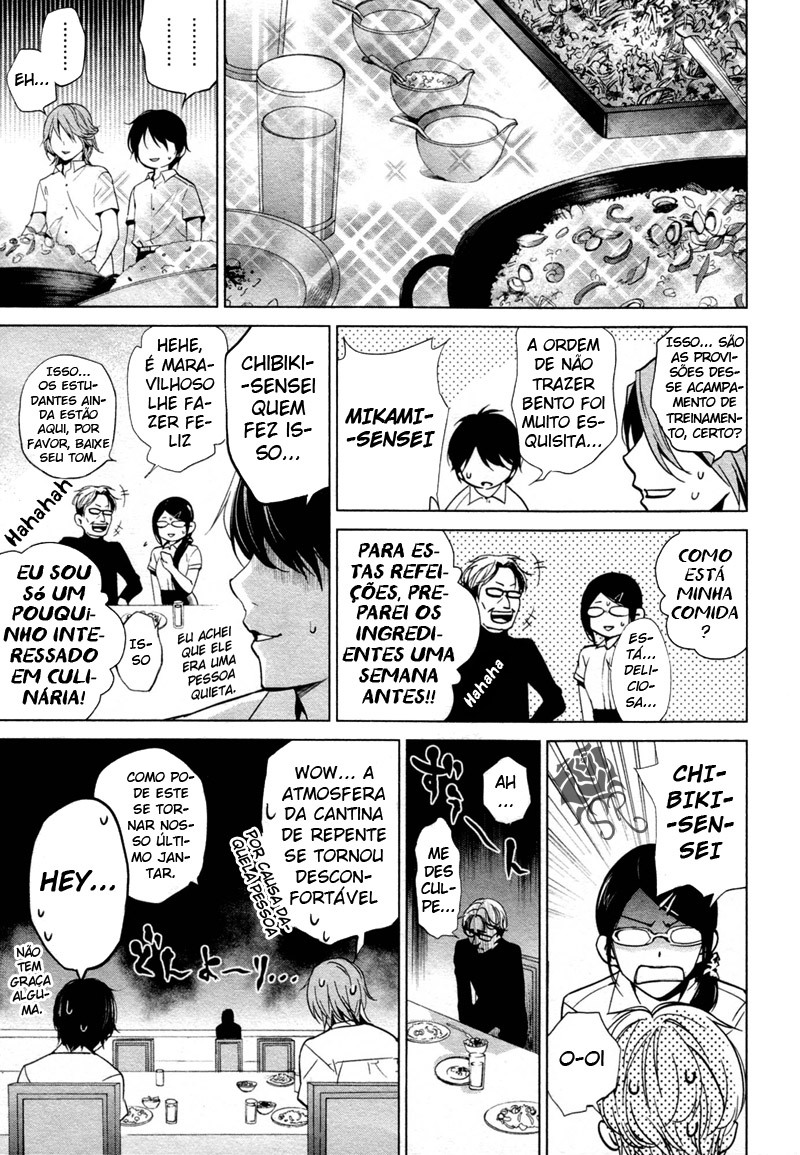 .......
.......
EH...
ISSO... SÃO
AS PROVI-
SÕES DES-
SE ACAMPA-
MENTO DE
TREINAMEN-
TO, CERTO?
A ORDEM
DE NÃO
TRAZER
BENTO FOI
MUITO ES-
QUISITA...
MIKAMI-
-SENSEI
CHIBIKI-
-SENSEI
QUEM
FEZ IS-
SO...
HEHE,
É MARA-
VILHOSO
LHE FA-
ZER FE-
LIZ
ISSO...
OS ESTU-
DANTES AIN-
DA ESTÃO
AQUI, POR
FAVOR, BAIXE
SEU TOM.
Hahahah
EU SOU
SÓ UM
POUQUI-
NHO INTE-
RESSADO
EM CULI-
NÁRIA!
IS-
SO
EU ACHEI
QUE ELE
ERA UMA
PESSOA
QUIETA.
COMO
ESTÁ
MINHA
COMIDA?
ES-
TÁ...
DELI-
CIO-
SA...
PARA ES-
TAS REFEI-
ÇÕES, PRE-
PAREI OS
INGREDI-
ENTES UMA
SEMANA
ANTES!!
Hahaha
CHI-
BIKI-
-SEN-
SEI
O-OI
AH
...
ME
DES
CUL-
PE...
WOW... A
ATMOSFERA
DA CANTINA
DE REPENTE
SE TORNOU
DESCON-
FORTÁVEL
POR CAUSA DA-
QUELA PESSOA
COMO PO-
DE ESTE
SE TOR-
NAR NOS-
SO ÚLTI-
MO JAN-
TAR.
HEY...
NÃO
TEM
GRAÇA
ALGU-
MA.
どんよ〜り...